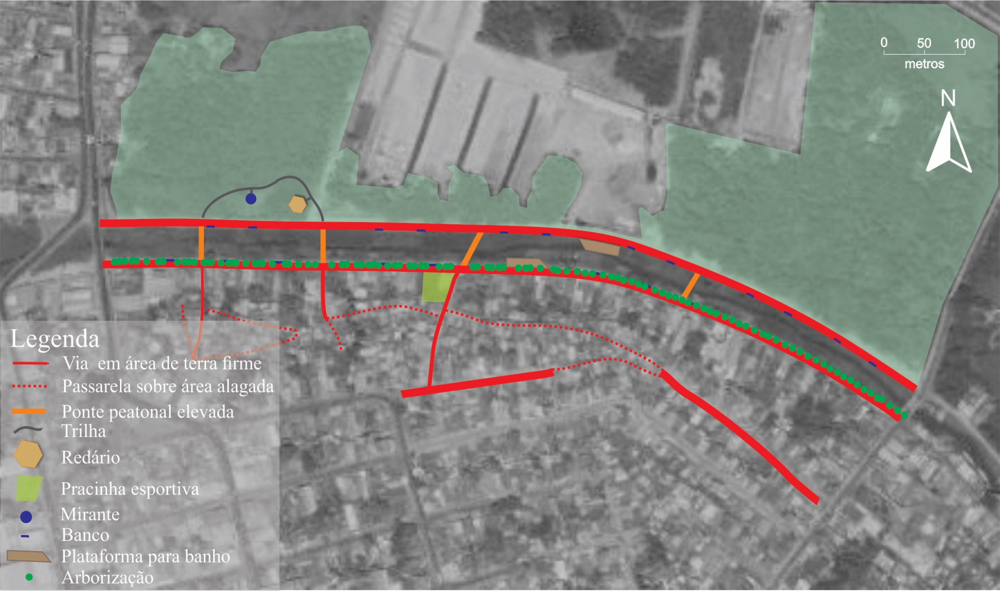 0 50 100
metros
N
Legenda
Via em área de terra firme
Passarela sobre área alagada
Ponte peatonal elevada
Trilha
Redário
Pracinha esportiva
Mirante
Banco
Plataforma para banho
Arborização